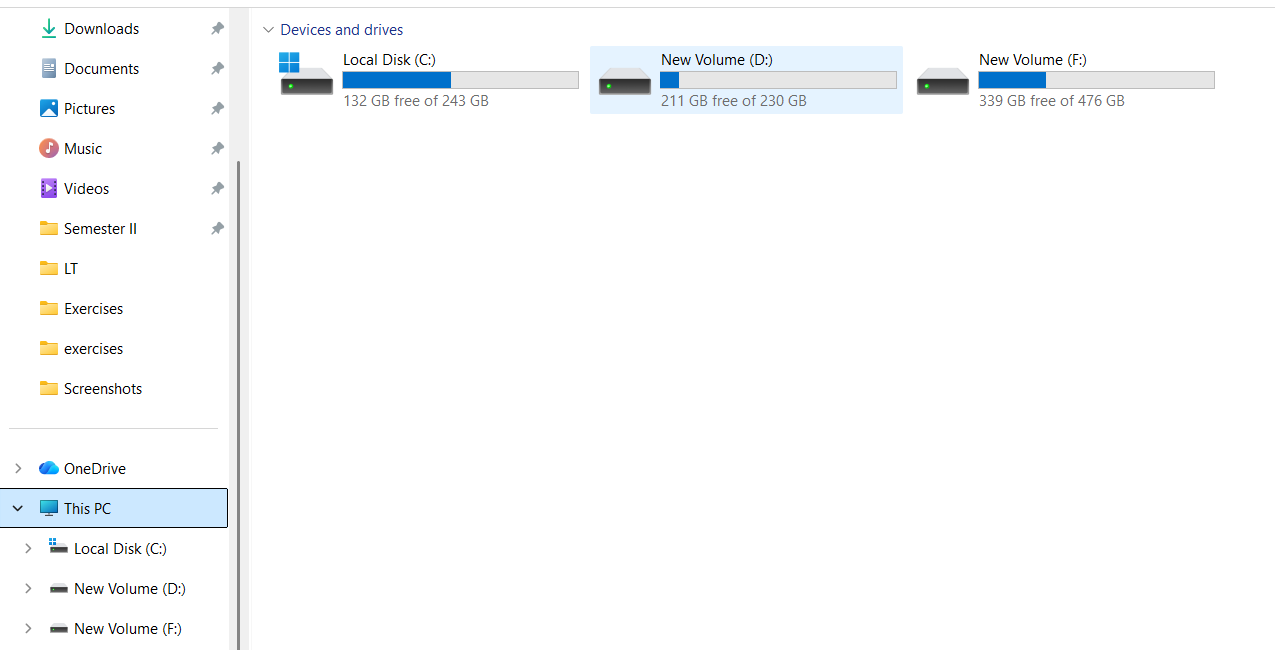 Downloads
Documents
Pictures
Music
Videos
Semester II
LT
Exercises
exercises
Screenshots
OneDrive
This PC
Local Disk (C:)
New Volume (D:)
New Volume (F:)
Devices and drives
Local Disk (C:)
132 GB free of 243 GB
New Volume (D:)
211 GB free of 230 GB
New Volume (F:)
339 GB free of 476 GB